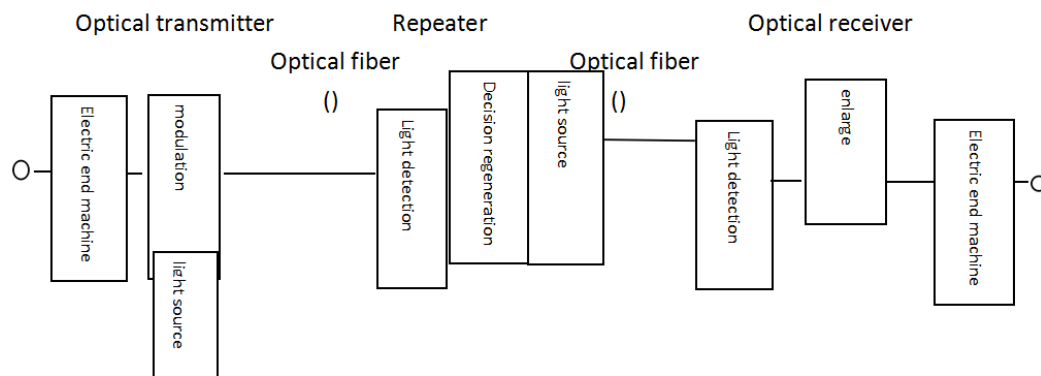 Optical transmitter
Repeater
Optical receiver
Optical fiber
Optical fiber
()
()
Electric end machine
modulation
light source
Light detection
Decision regeneration
light source
Light detection
enlarge
Electric end machine